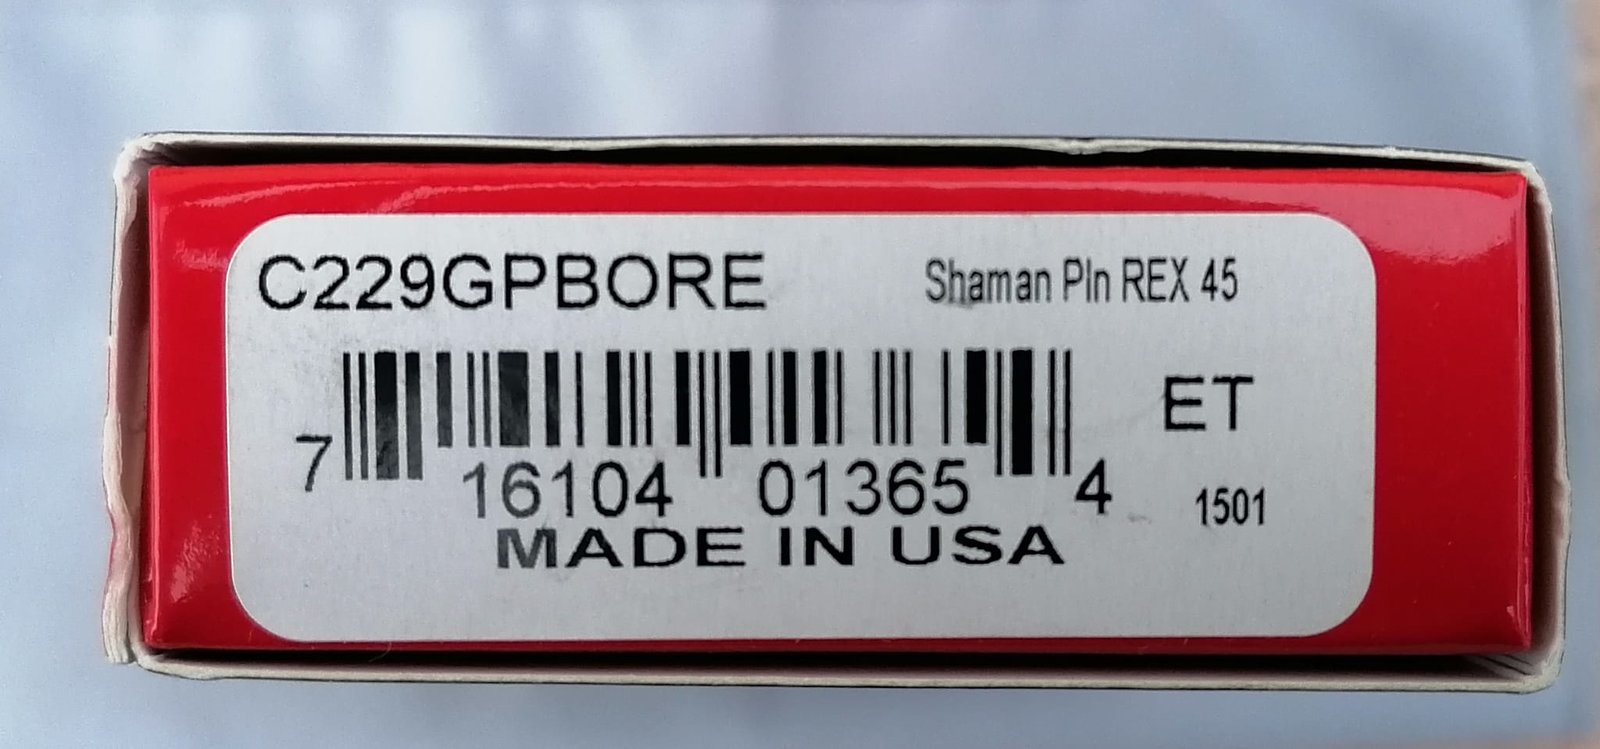 C229GPBORE Shaman Pln REX 45
ET
7 16104 01365 4 1501
MADE IN USA